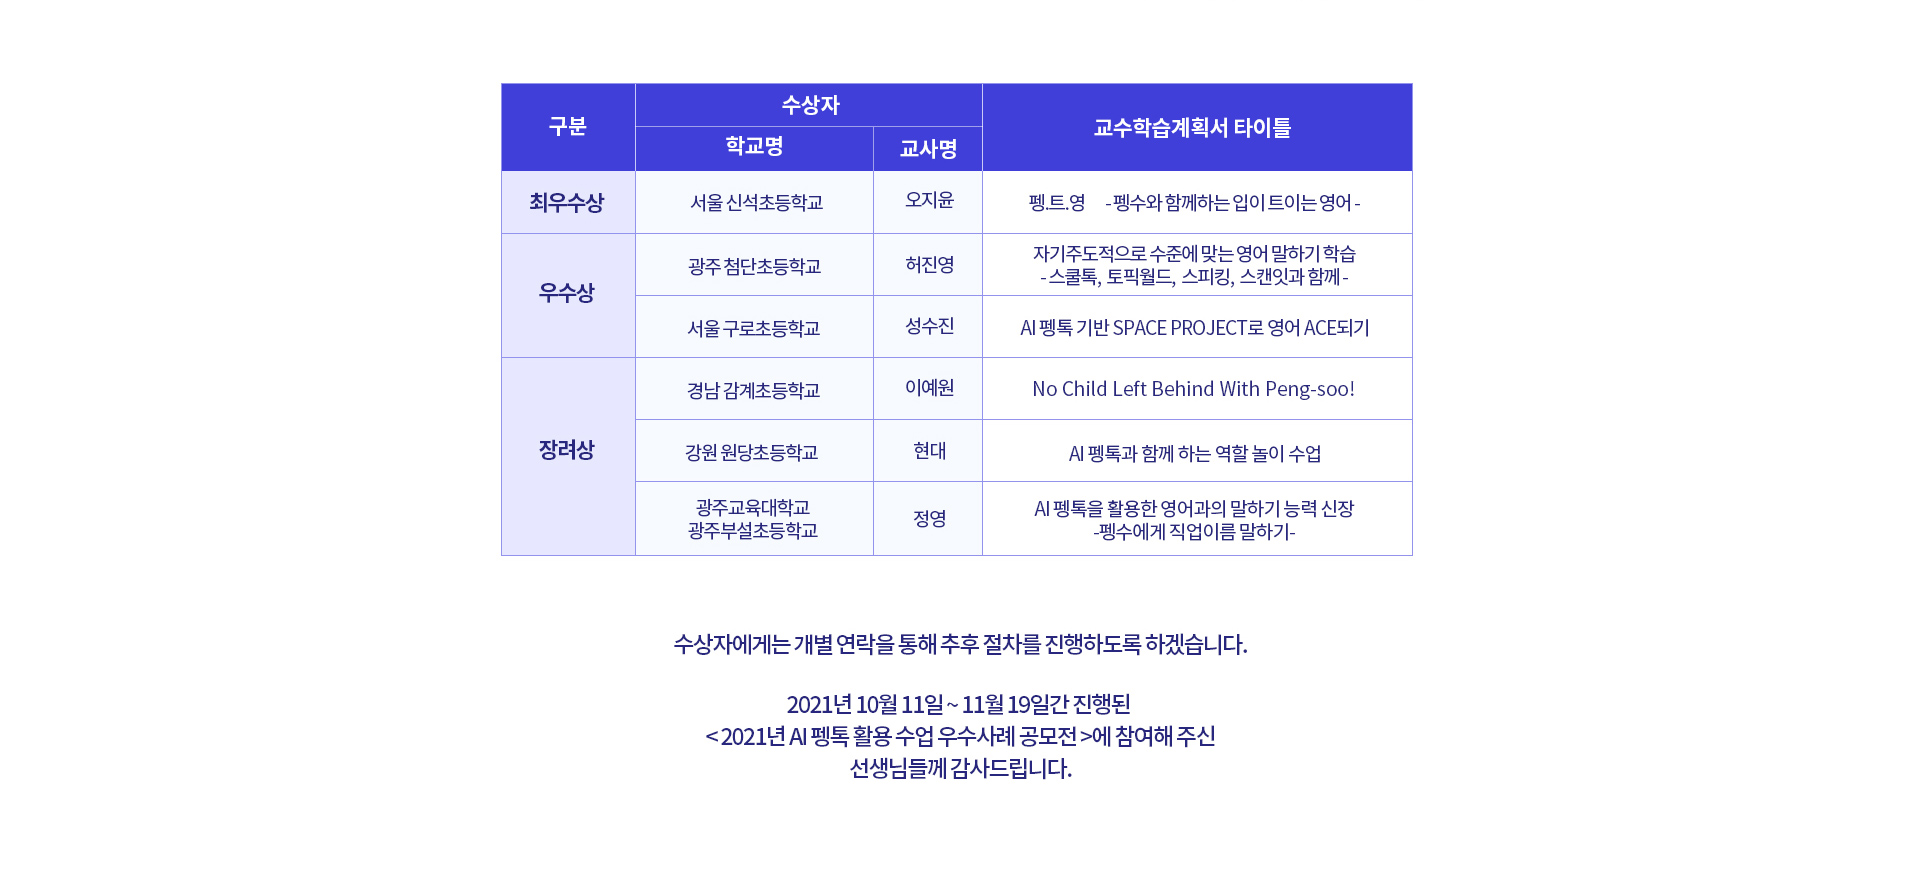 구분
수상자
학교명
교사명
교수학습계획서 타이틀
최우수상
서울 신석초등학교
오지윤
펭.트.영 - 펭수와 함께하는 입이 트이는 영어 -
우수상
광주 첨단초등학교
허진영
자기주도적으로 수준에 맞는 영어 말하기 학습
- 스쿨톡, 토픽월드, 스피킹, 스캔잇과 함께 -
서울 구로초등학교
성수진
AI 펭톡 기반 SPACE PROJECT로 영어 ACE되기
장려상
경남 감계초등학교
이예원
No Child Left Behind With Peng-soo!
강원 원당초등학교
현대
AI 펭톡과 함께 하는 역할 놀이 수업
광주교육대학교
광주부설초등학교
정영
AI 펭톡을 활용한 영어과의 말하기 능력 신장
-펭수에게 직업이름 말하기-
수상자에게는 개별 연락을 통해 추후 절차를 진행하도록 하겠습니다.
2021년 10월 11일 ~ 11월 19일간 진행된
< 2021년 AI 펭톡 활용 수업 우수사례 공모전 >에 참여해 주신
선생님들께 감사드립니다.